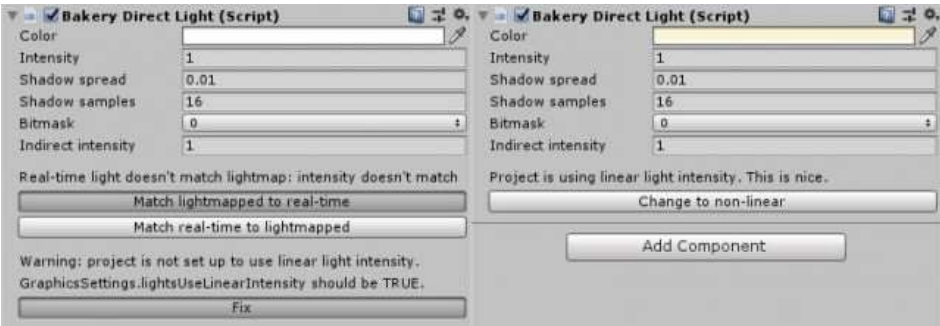 Bakery Direct Light (Script)
Color
Intensity 1
Shadow spread 0.01
Shadow samples 16
Bitmask 0
Indirect intensity 1
Real-time light doesn't match lightmap: intensity doesn't match
Match lightmapped to real-time
Match real-time to lightmapped
Warning: project is not set up to use linear light intensity.
GraphicsSettings.lightsUseLinearIntensity should be TRUE.
Fix
Bakery Direct Light (Script)
Color
Intensity 1
Shadow spread 0.01
Shadow samples 16
Bitmask 0
Indirect intensity 1
Project is using linear light intensity. This is nice.
Change to non-linear
Add Component